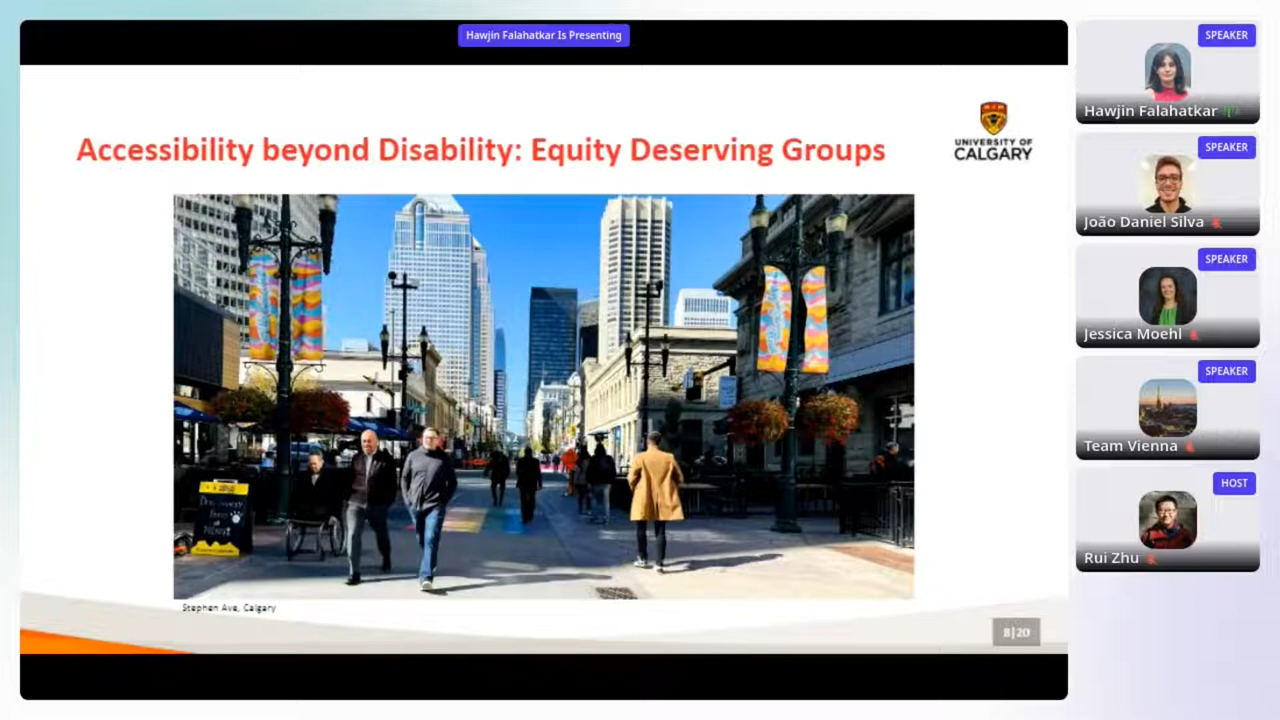 Hawjin Falahatkar Is Presenting
Accessibility beyond Disability: Equity Deserving Groups
UNIVERSITY OF
CALGARY
Stephen Ave, Calgary
8|20
SPEAKER
Hawjin Falahatkar
SPEAKER
João Daniel Silva
SPEAKER
Jessica Moehl
SPEAKER
Team Vienna
HOST
Rui Zhu